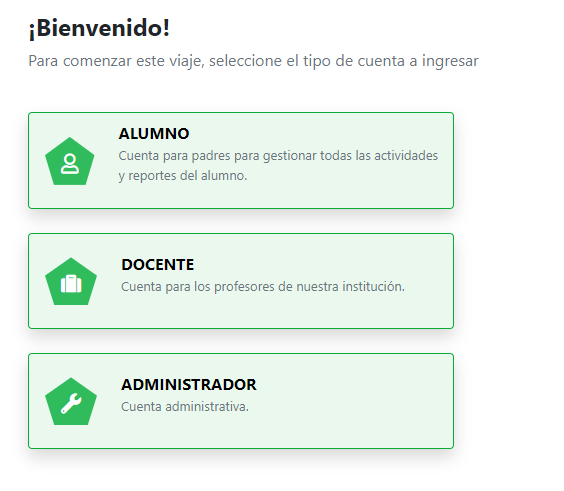 ¡Bienvenido!
Para comenzar este viaje, seleccione el tipo de cuenta a ingresar
ALUMNO
Cuenta para padres para gestionar todas las actividades
y reportes del alumno.
DOCENTE
Cuenta para los profesores de nuestra institución.
ADMINISTRADOR
Cuenta administrativa.